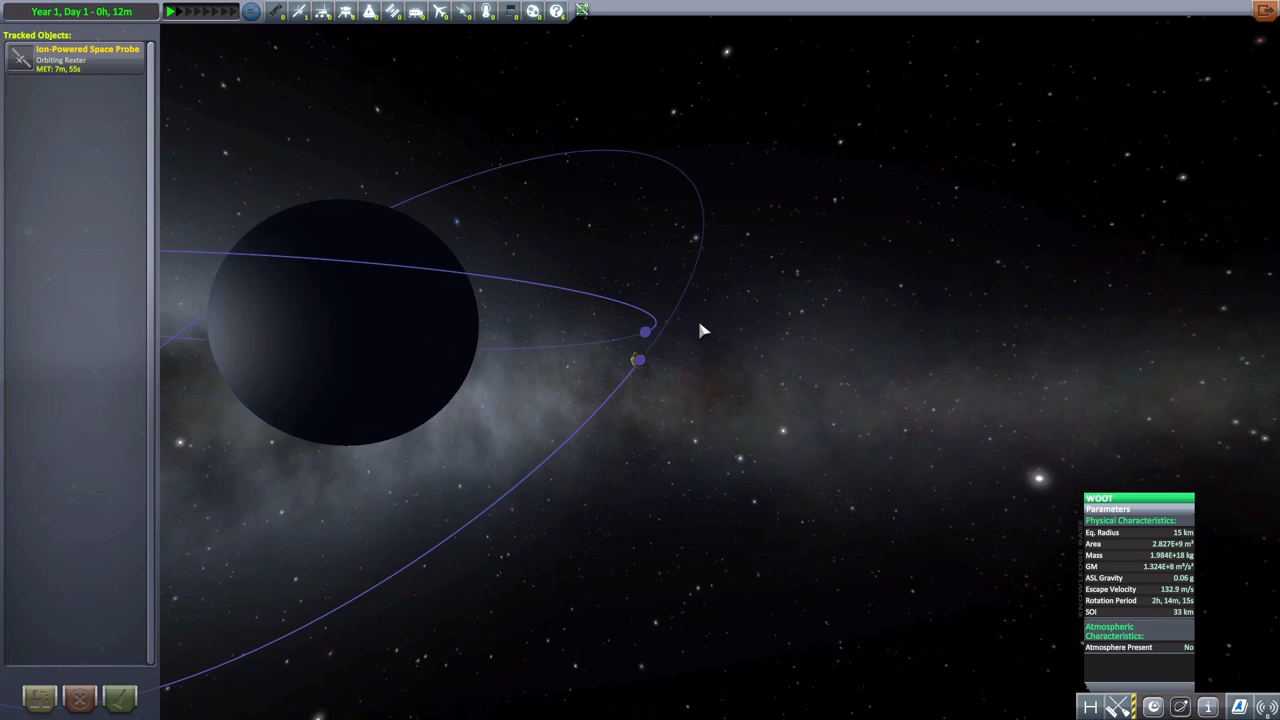 Year 1, Day 1 - 0h, 12m
Tracked Objects:
Ion-Powered Space Probe
Orbiting Rexter
MET: 7m, 55s
WOOT
Parameters
Physical Characteristics:
Eq. Radius 15 km
Area 2.827E+9 m²
Mass 1.984E+18 kg
GM 1.324E+8 m³/s²
ASL Gravity 0.06 g
Escape Velocity 132.9 m/s
Rotation Period 2h, 14m, 15s
SOI 33 km
Atmospheric
Characteristics:
Atmosphere Present No